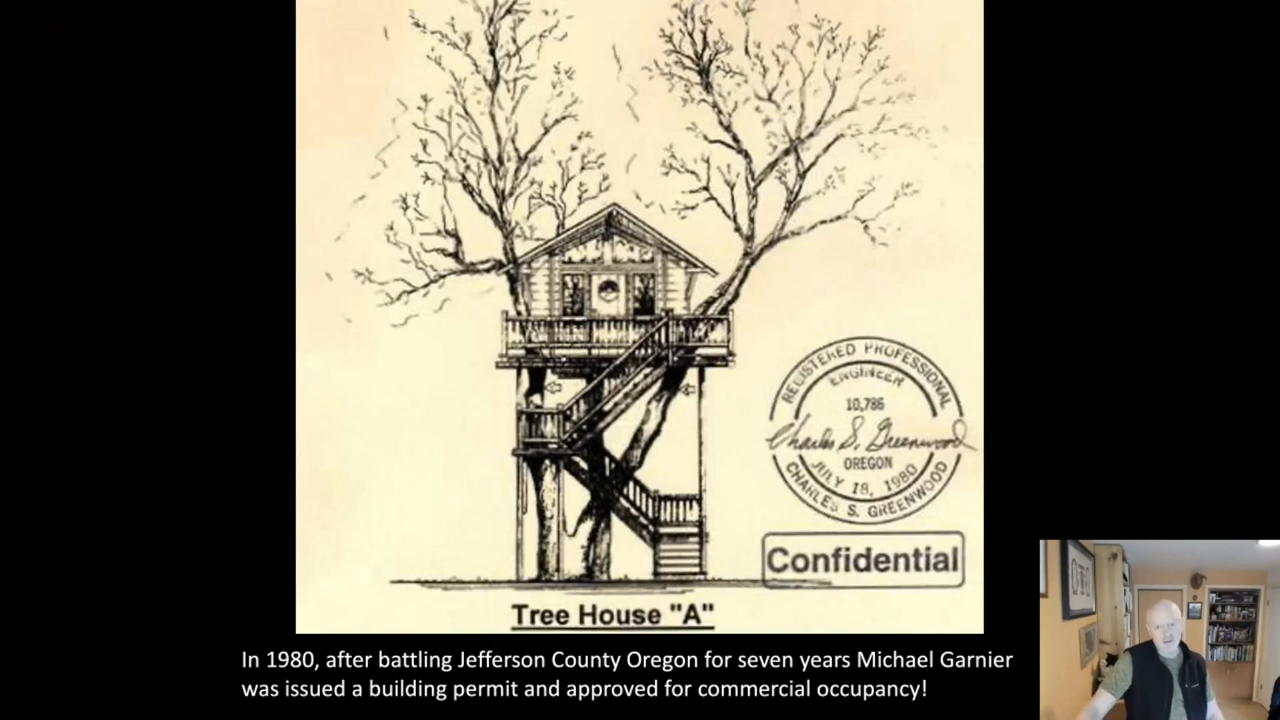 REGISTERED PROFESSIONAL
ENGINEER
10,786
Charles S. Greenwood
OREGON
JULY 18, 1980
CHARLES S. GREENWOOD
Confidential
Tree House "A"
In 1980, after battling Jefferson County Oregon for seven years Michael Garnier
was issued a building permit and approved for commercial occupancy!